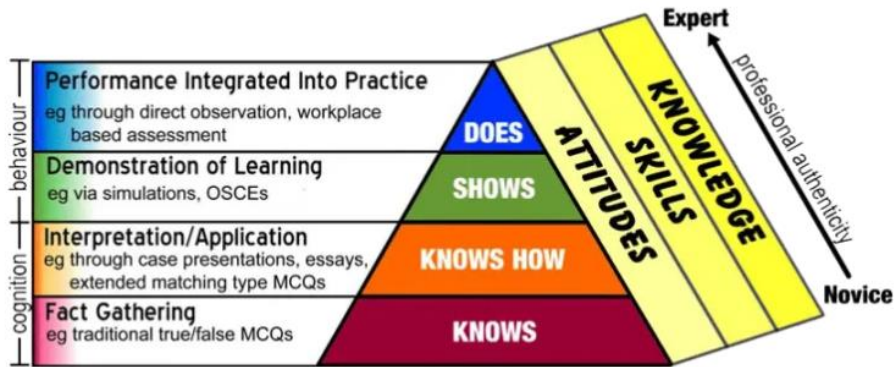 Expert
professional authenticity
Novice
behaviour
cognition
Performance Integrated Into Practice
eg through direct observation, workplace
based assessment
DOES
Demonstration of Learning
eg via simulations, OSCEs
SHOWS
Interpretation/Application
eg through case presentations, essays,
extended matching type MCQs
KNOWS HOW
Fact Gathering
eg traditional true/false MCQs
KNOWS
ATTITUDES
SKILLS
KNOWLEDGE